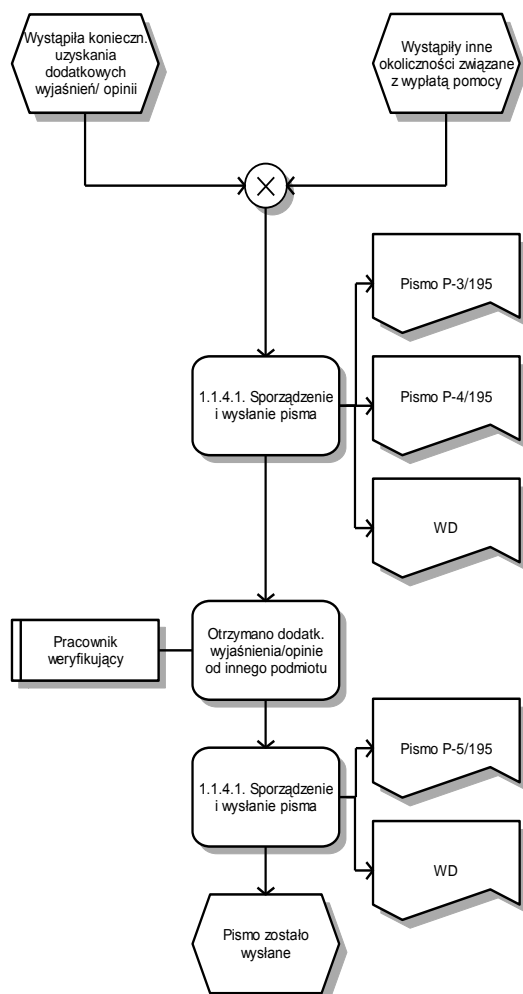 Wystąpiła konieczn.
uzyskania
dodatkowych
wyjaśnień/ opinii
Wystąpiły inne
okoliczności związane
z wypłatą pomocy
Pismo P-3/195
1.1.4.1. Sporządzenie
i wysłanie pisma
Pismo P-4/195
WD
Pracownik
weryfikujący
Otrzymano dodatk.
wyjaśnienia/opinie
od innego podmiotu
Pismo P-5/195
1.1.4.1. Sporządzenie
i wysłanie pisma
WD
Pismo zostało
wysłane